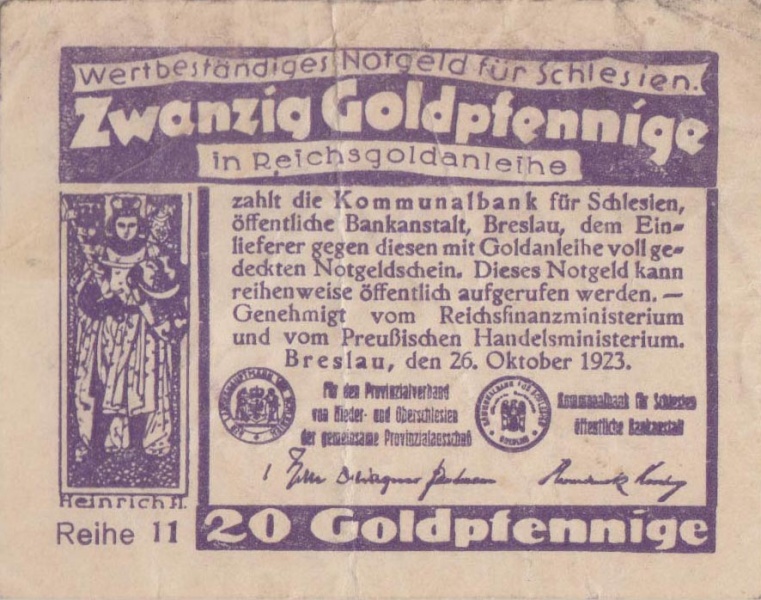 Wertbeständiges Notgeld für Schlesien.
Zwanzig Goldpfennige
in Reichsgoldanleihe
zahlt die Kommunalbank für Schlesien,
öffentliche Bankanstalt, Breslau, dem Ein-
lieferer gegen diesen mit Goldanleihe voll ge-
deckten Notgeldschein. Dieses Notgeld kann
reihenweise öffentlich aufgerufen werden. —
Genehmigt vom Reichsfinanzministerium
und vom Preußischen Handelsministerium.
Breslau, den 26. Oktober 1923.
Für den Provinzialverband
von Nieder- und Oberschlesien
der gemeinsame Provinzialausschuß
Kommunalbank für Schlesien
öffentliche Bankanstalt
Heinrich
Reihe 11
20 Goldpfennige